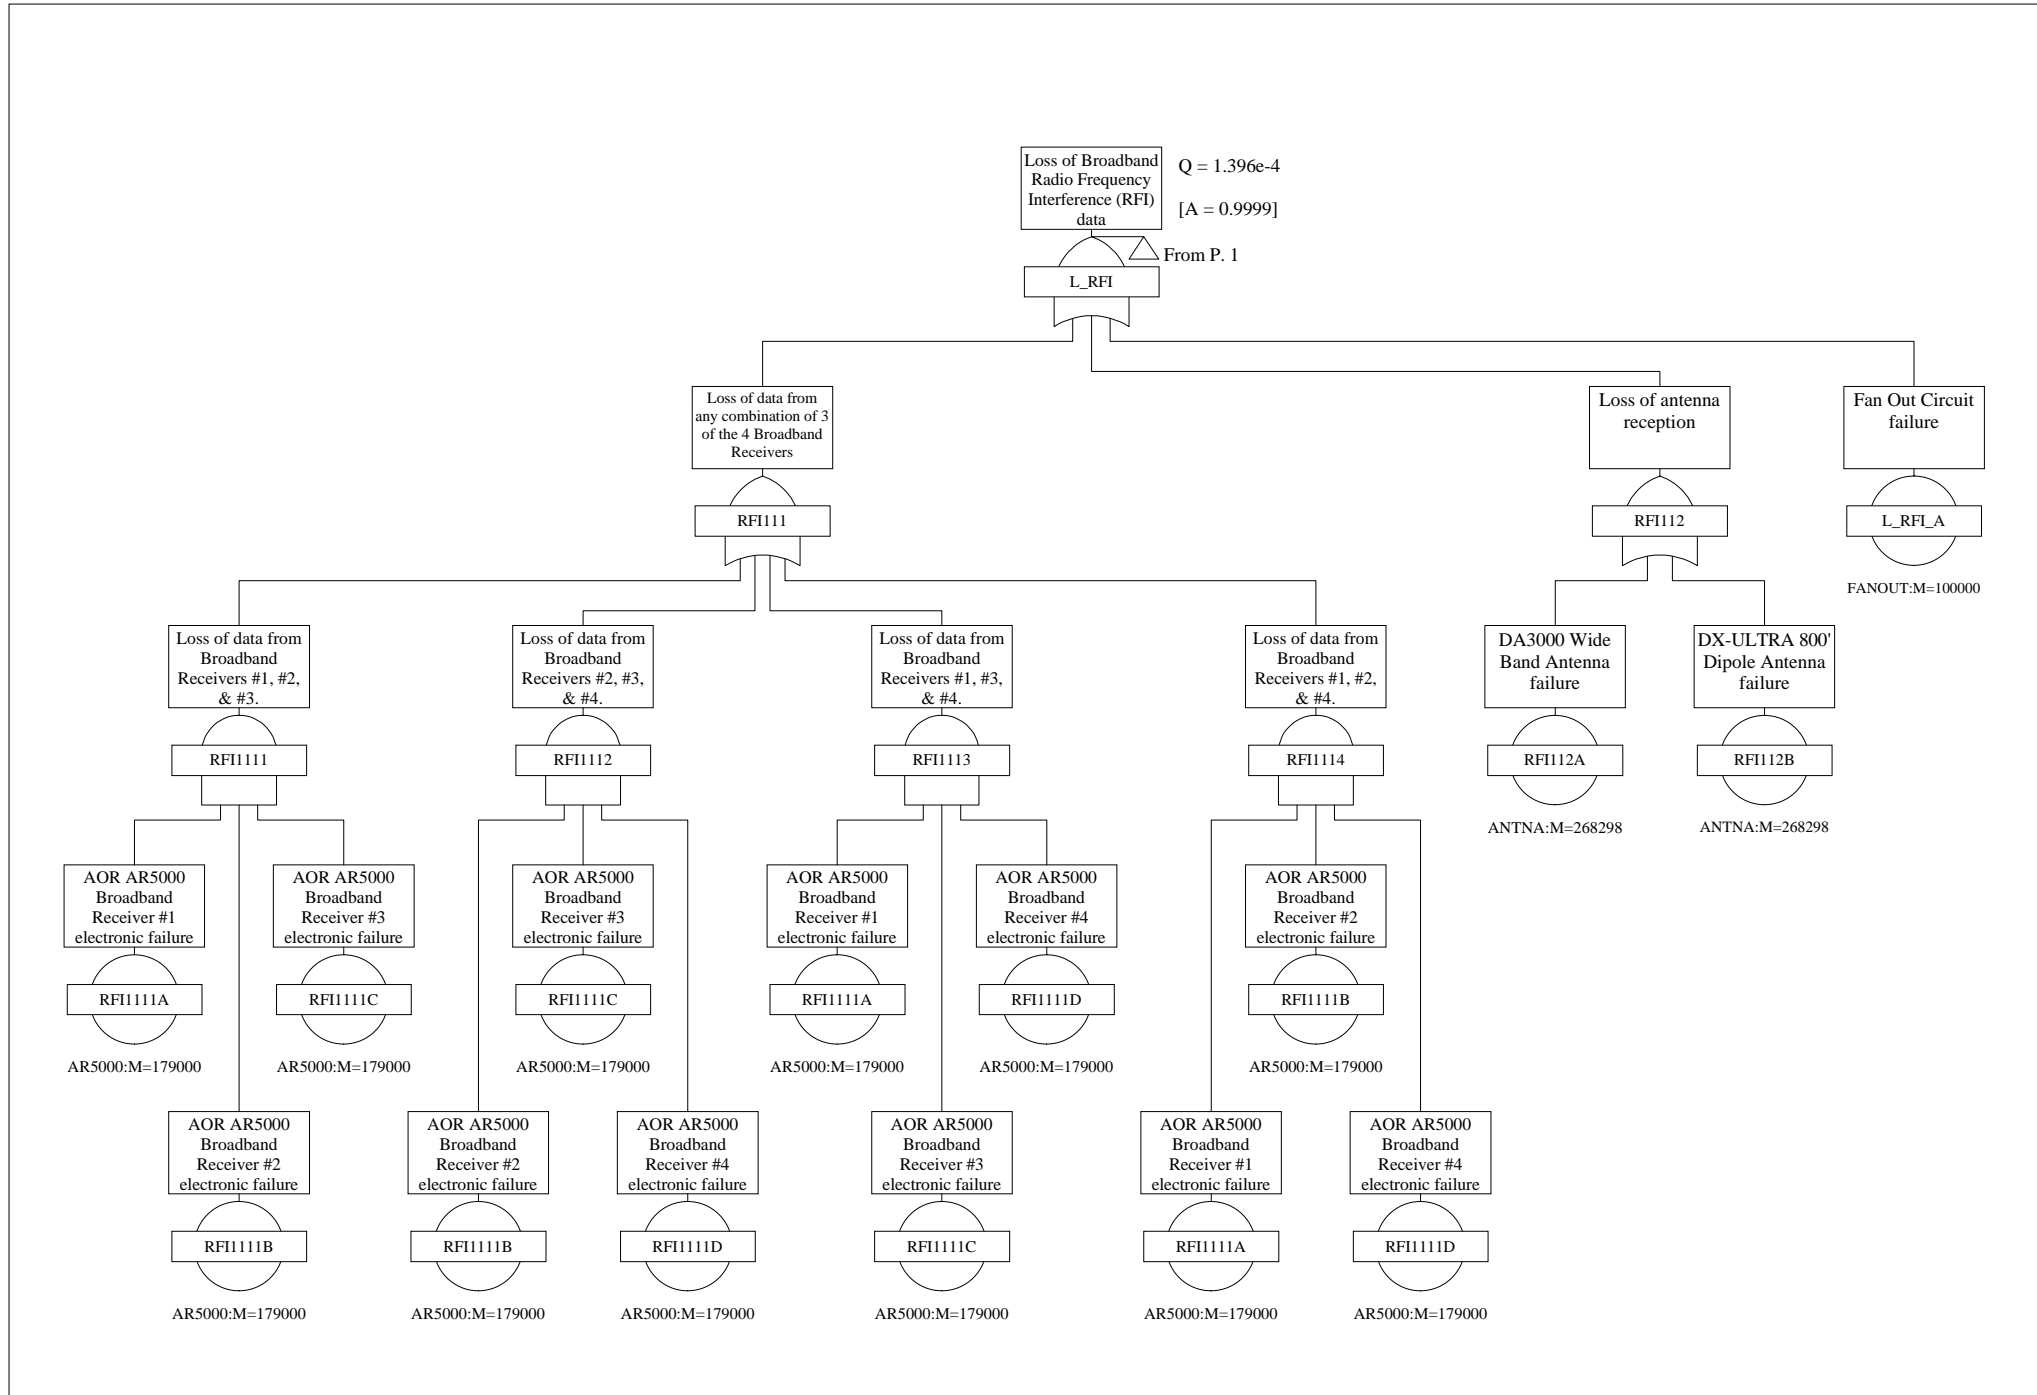 Loss of Broadband
Radio Frequency
Interference (RFI)
data
Q = 1.396e-4
[A = 0.9999]
From P. 1
L_RFI
Loss of data from
any combination of 3
of the 4 Broadband
Receivers
RFI111
Loss of antenna
reception
RFI112
Fan Out Circuit
failure
L_RFI_A
FANOUT:M=100000
Loss of data from
Broadband
Receivers #1, #2,
& #3.
RFI1111
Loss of data from
Broadband
Receivers #2, #3,
& #4.
RFI1112
Loss of data from
Broadband
Receivers #1, #3,
& #4.
RFI1113
Loss of data from
Broadband
Receivers #1, #2,
& #4.
RFI1114
DA3000 Wide
Band Antenna
failure
RFI112A
ANTNA:M=268298
DX-ULTRA 800'
Dipole Antenna
failure
RFI112B
ANTNA:M=268298
AOR AR5000
Broadband
Receiver #1
electronic failure
RFI1111A
AR5000:M=179000
AOR AR5000
Broadband
Receiver #3
electronic failure
RFI1111C
AR5000:M=179000
AOR AR5000
Broadband
Receiver #3
electronic failure
RFI1111C
AR5000:M=179000
AOR AR5000
Broadband
Receiver #1
electronic failure
RFI1111A
AR5000:M=179000
AOR AR5000
Broadband
Receiver #4
electronic failure
RFI1111D
AR5000:M=179000
AOR AR5000
Broadband
Receiver #2
electronic failure
RFI1111B
AR5000:M=179000
AOR AR5000
Broadband
Receiver #2
electronic failure
RFI1111B
AR5000:M=179000
AOR AR5000
Broadband
Receiver #2
electronic failure
RFI1111B
AR5000:M=179000
AOR AR5000
Broadband
Receiver #4
electronic failure
RFI1111D
AR5000:M=179000
AOR AR5000
Broadband
Receiver #3
electronic failure
RFI1111C
AR5000:M=179000
AOR AR5000
Broadband
Receiver #1
electronic failure
RFI1111A
AR5000:M=179000
AOR AR5000
Broadband
Receiver #4
electronic failure
RFI1111D
AR5000:M=179000